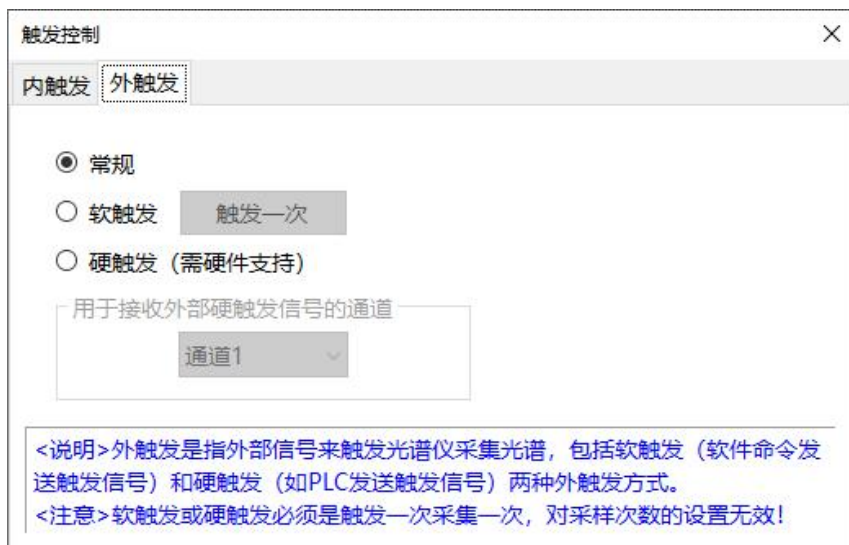 触发控制
内触发 外触发
常规
软触发 触发一次
硬触发（需硬件支持）
用于接收外部硬触发信号的通道
通道1
<说明>外触发是指外部信号来触发光谱仪采集光谱，包括软触发（软件命令发
送触发信号）和硬触发（如PLC发送触发信号）两种外触发方式。
<注意>软触发或硬触发必须是触发一次采集一次，对采样次数的设置无效！